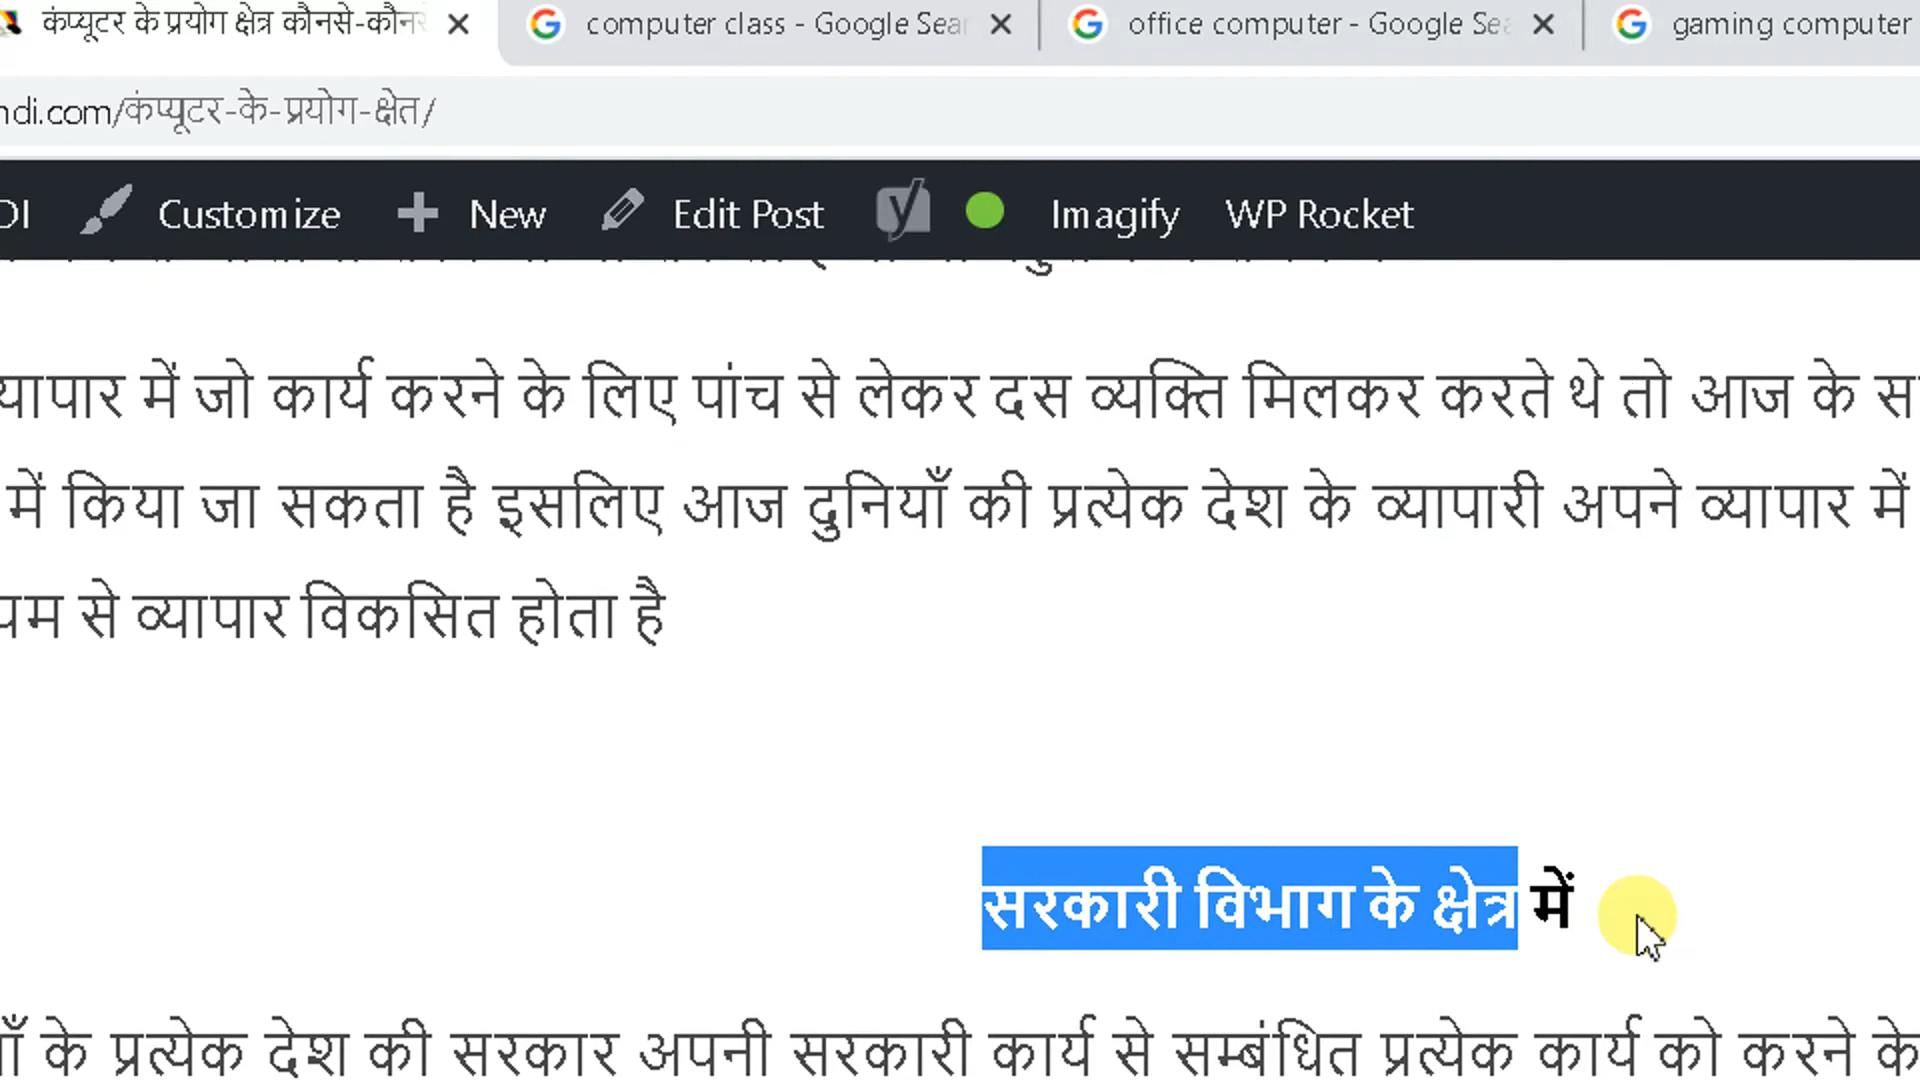 कंप्यूटर के प्रयोग क्षेत्र कौनसे-कौन
computer class - Google Sear
office computer - Google Sea
gaming computer
ndi.com/कंप्यूटर-के-प्रयोग-क्षेत/
DI Customize New Edit Post Imagify WP Rocket
यापार में जो कार्य करने के लिए पांच से लेकर दस व्यक्ति मिलकर करते थे तो आज के स
में किया जा सकता है इसलिए आज दुनियाँ की प्रत्येक देश के व्यापारी अपने व्यापार में
से व्यापार विकसित होता है
सरकारी विभाग के क्षेत्र में
के प्रत्येक देश की सरकार अपनी सरकारी कार्य से सम्बंधित प्रत्येक कार्य को करने के